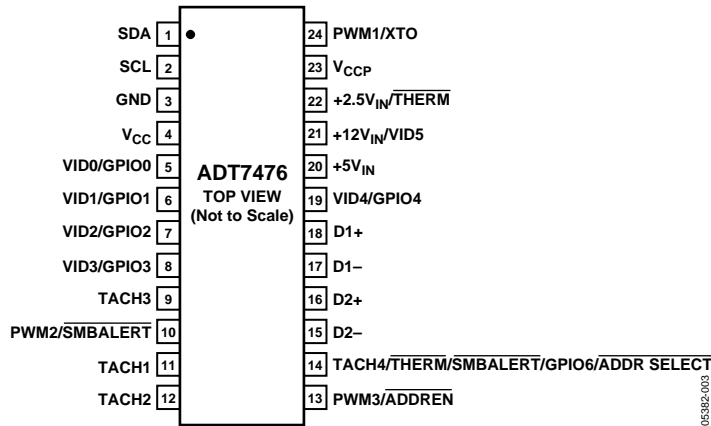 SDA 1
SCL 2
GND 3
VCC 4
VID0/GPIO0 5
VID1/GPIO1 6
VID2/GPIO2 7
VID3/GPIO3 8
TACH3 9
PWM2/SMBALERT 10
TACH1 11
TACH2 12
ADT7476
TOP VIEW
(Not to Scale)
24 PWM1/XTO
23 VCCP
22 +2.5VIN/THERM
21 +12VIN/VID5
20 +5VIN
19 VID4/GPIO4
18 D1+
17 D1–
16 D2+
15 D2–
14 TACH4/THERM/SMBALERT/GPIO6/ADDR SELECT
13 PWM3/ADDREN
05382-003